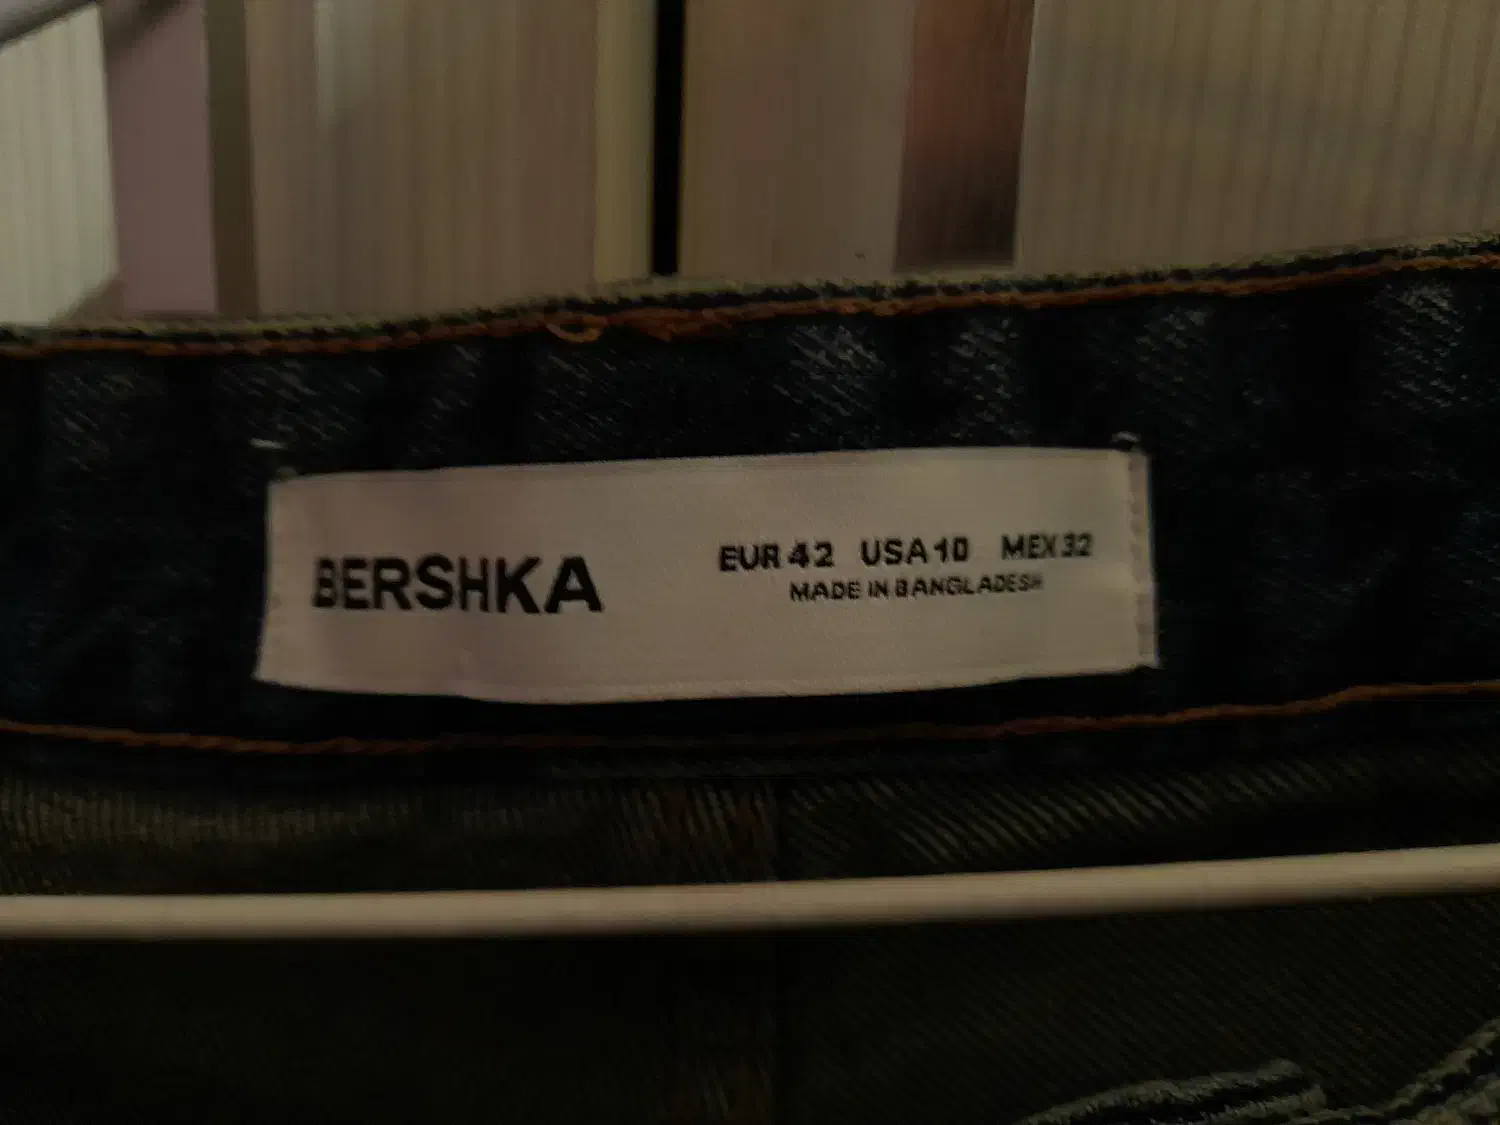 BERSHKA
EUR 42 USA 10 MEX 32
MADE IN BANGLADESH